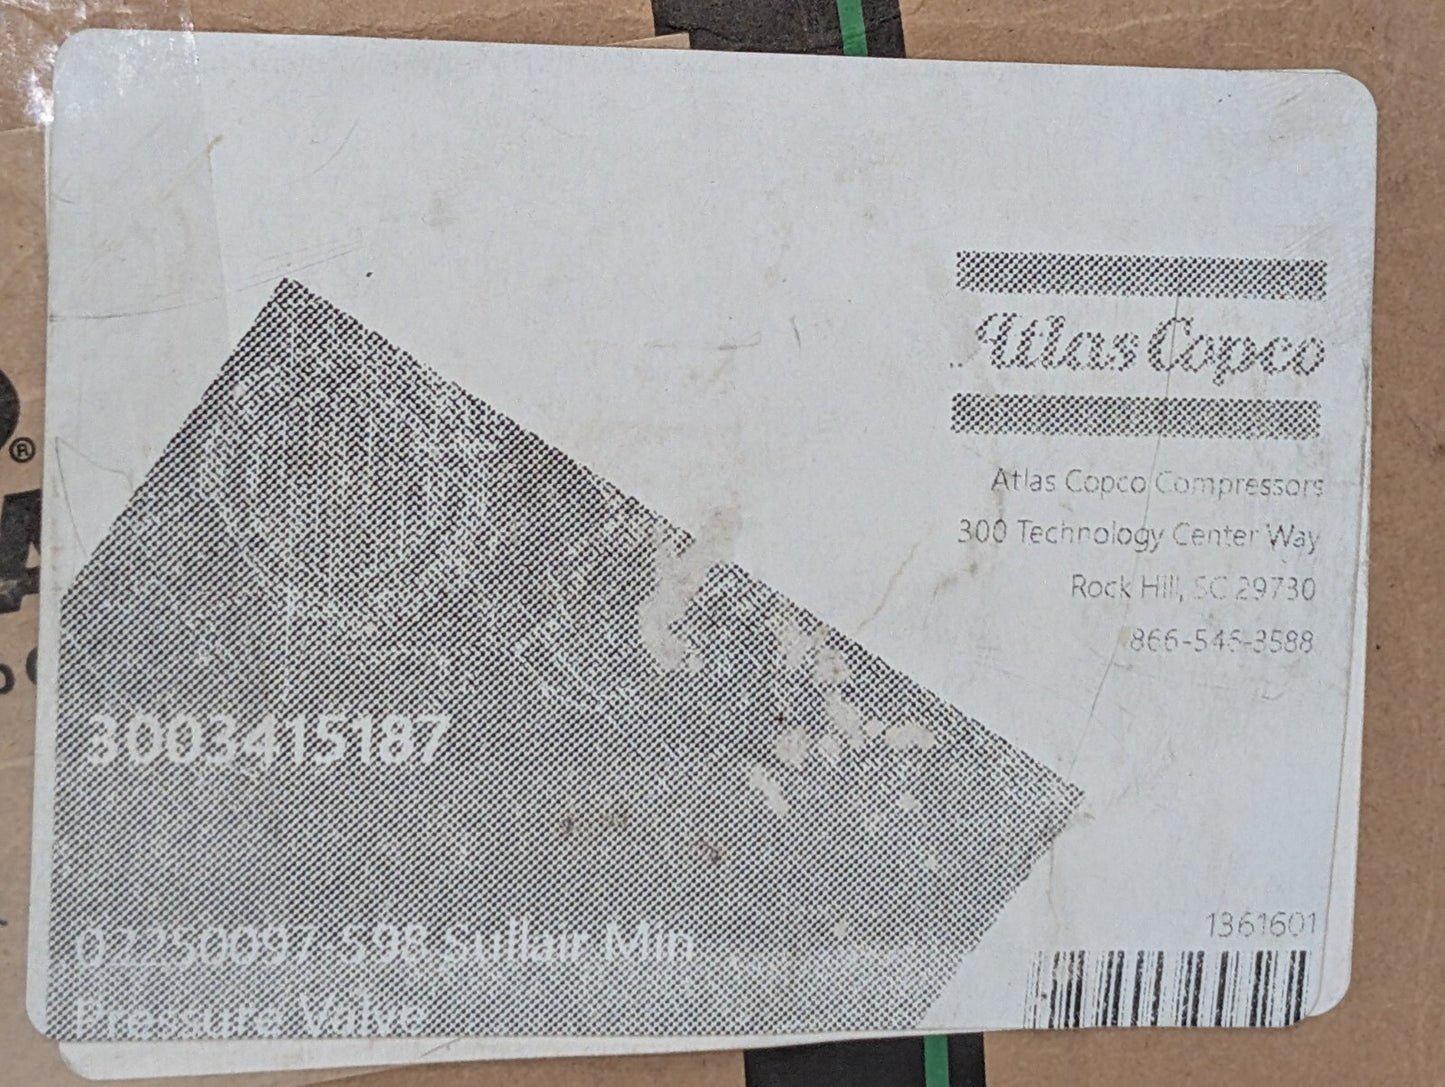 Atlas Copco
Atlas Copco Compressors
300 Technology Center Way
Rock Hill, SC 29730
866-546-3588
3003415187
02250097-598 Sullair Min
Pressure Valve
1361601
®